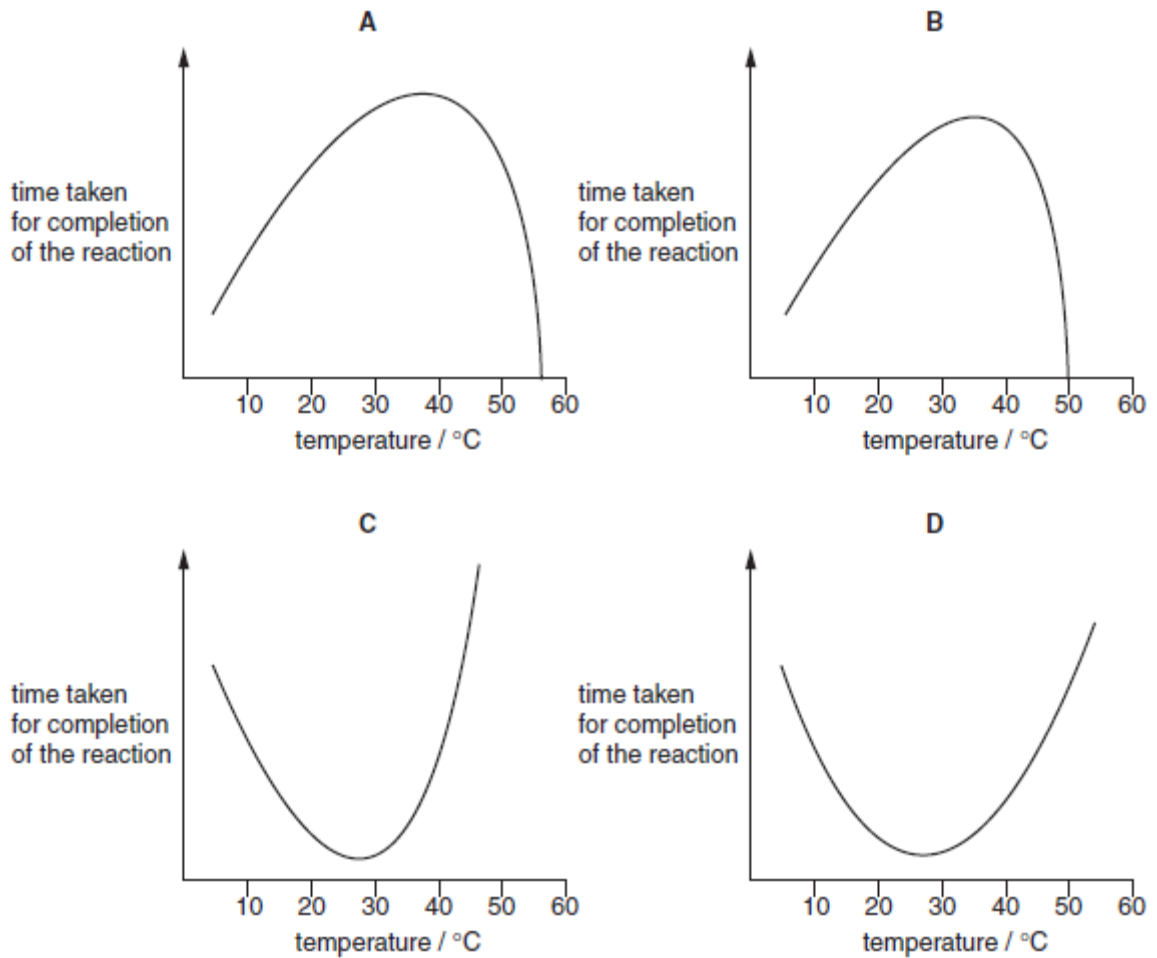 A
time taken
for completion
of the reaction
10 20 30 40 50 60
temperature / °C
B
time taken
for completion
of the reaction
10 20 30 40 50 60
temperature / °C
C
time taken
for completion
of the reaction
10 20 30 40 50 60
temperature / °C
D
time taken
for completion
of the reaction
10 20 30 40 50 60
temperature / °C